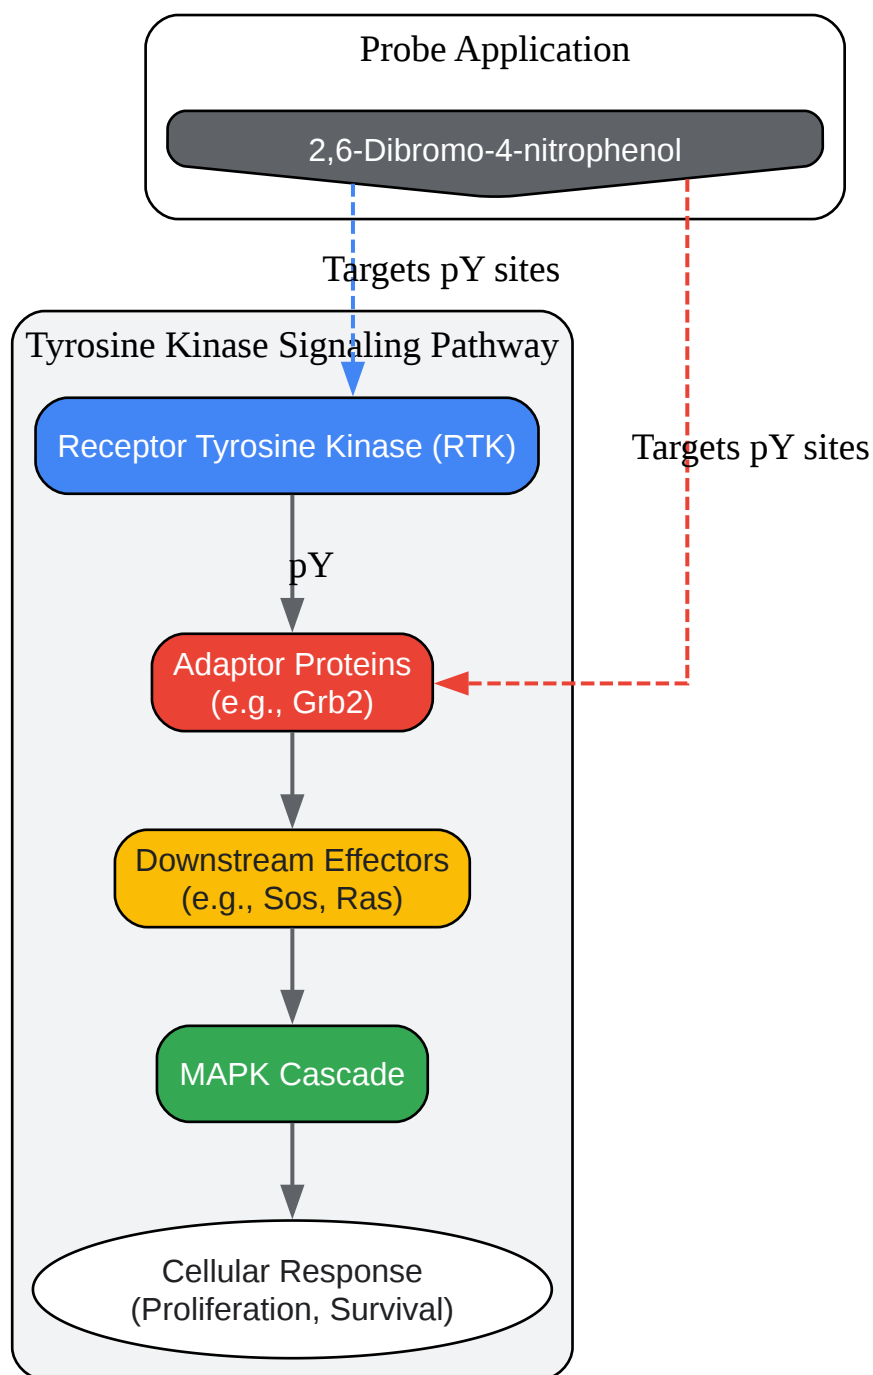 Probe Application
2,6-Dibromo-4-nitrophenol
Targets pY sites
Tyrosine Kinase Signaling Pathway
Receptor Tyrosine Kinase (RTK)
Targets pY sites
pY
Adaptor Proteins
(e.g., Grb2)
Downstream Effectors
(e.g., Sos, Ras)
MAPK Cascade
Cellular Response
(Proliferation, Survival)